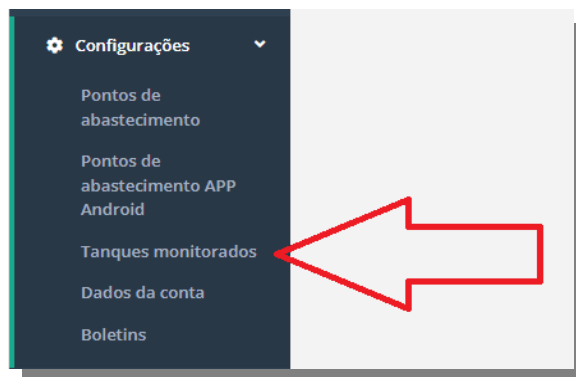 Configurações
Pontos de
abastecimento
Pontos de
abastecimento APP
Android
Tanques monitorados
Dados da conta
Boletins